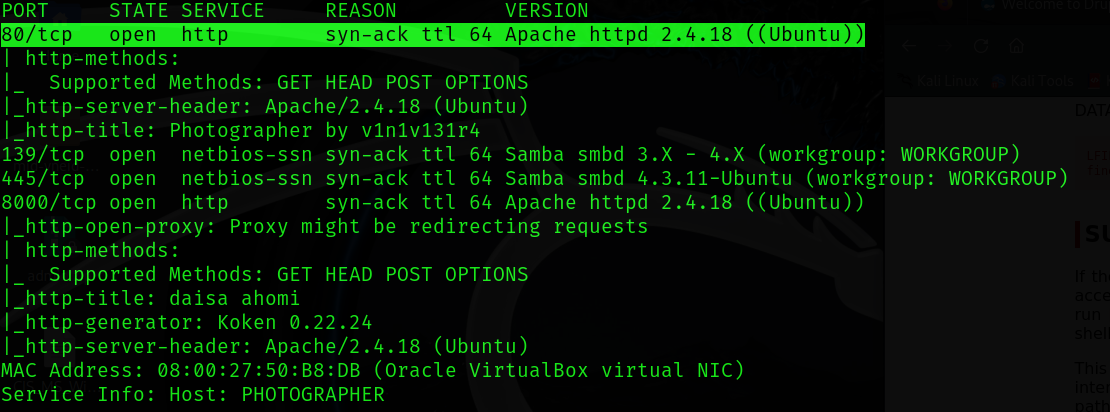 PORT STATE SERVICE REASON VERSION
80/tcp open http syn-ack ttl 64 Apache httpd 2.4.18 ((Ubuntu))
| http-methods:
|_ Supported Methods: GET HEAD POST OPTIONS
|_http-server-header: Apache/2.4.18 (Ubuntu)
|_http-title: Photographer by v1n1v131r4
139/tcp open netbios-ssn syn-ack ttl 64 Samba smbd 3.X - 4.X (workgroup: WORKGROUP)
445/tcp open netbios-ssn syn-ack ttl 64 Samba smbd 4.3.11-Ubuntu (workgroup: WORKGROUP)
8000/tcp open http syn-ack ttl 64 Apache httpd 2.4.18 ((Ubuntu))
|_http-open-proxy: Proxy might be redirecting requests
| http-methods:
|_ Supported Methods: GET HEAD POST OPTIONS
|_http-title: daisa ahomi
|_http-generator: Koken 0.22.24
|_http-server-header: Apache/2.4.18 (Ubuntu)
MAC Address: 08:00:27:50:B8:DB (Oracle VirtualBox virtual NIC)
Service Info: Host: PHOTOGRAPHER
Welcome to Dru
Kali Linux Kali Tools
DATA
SU
If the
acce
run
shell
This
inter
path